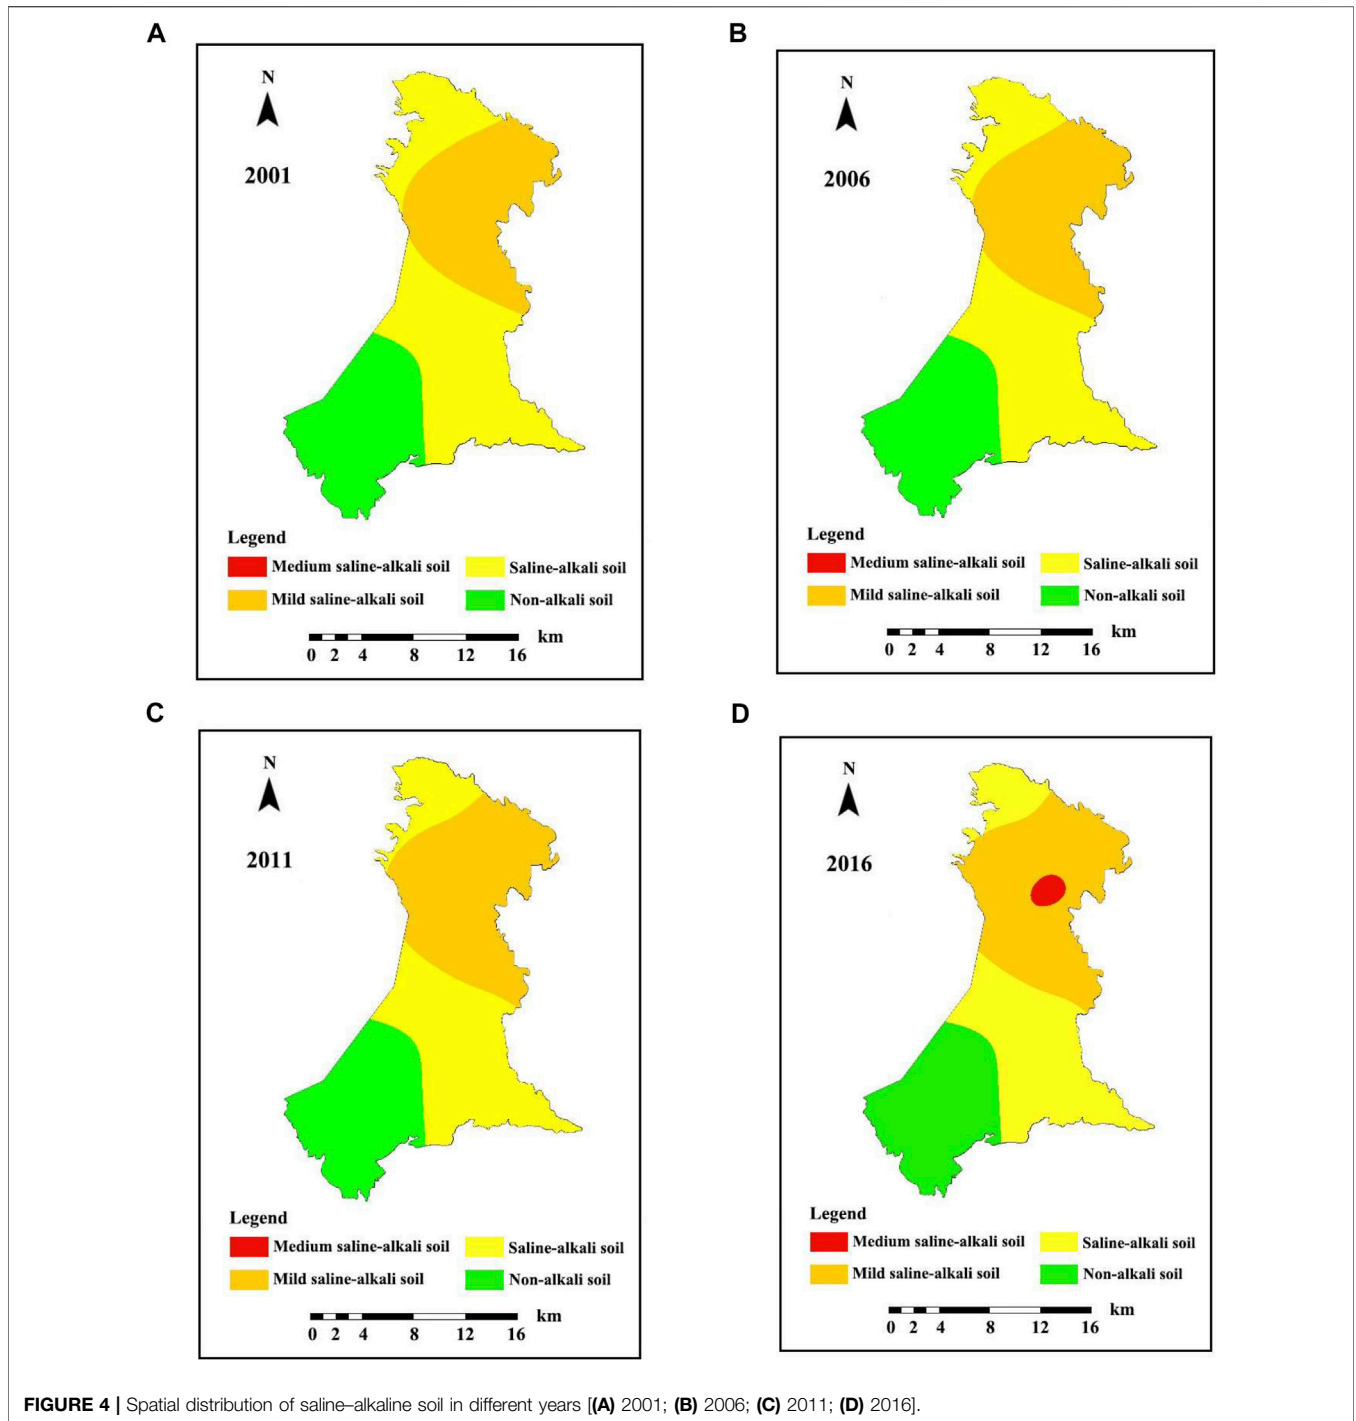 A
N
2001
Legend
Medium saline-alkali soil
Saline-alkali soil
Mild saline-alkali soil
Non-alkali soil
km
0 2 4 8 12 16
B
N
2006
Legend
Medium saline-alkali soil
Saline-alkali soil
Mild saline-alkali soil
Non-alkali soil
km
0 2 4 8 12 16
C
N
2011
Legend
Medium saline-alkali soil
Saline-alkali soil
Mild saline-alkali soil
Non-alkali soil
km
0 2 4 8 12 16
D
N
2016
Legend
Medium saline-alkali soil
Saline-alkali soil
Mild saline-alkali soil
Non-alkali soil
km
0 2 4 8 12 16
FIGURE 4 | Spatial distribution of saline–alkaline soil in different years [(A) 2001; (B) 2006; (C) 2011; (D) 2016].